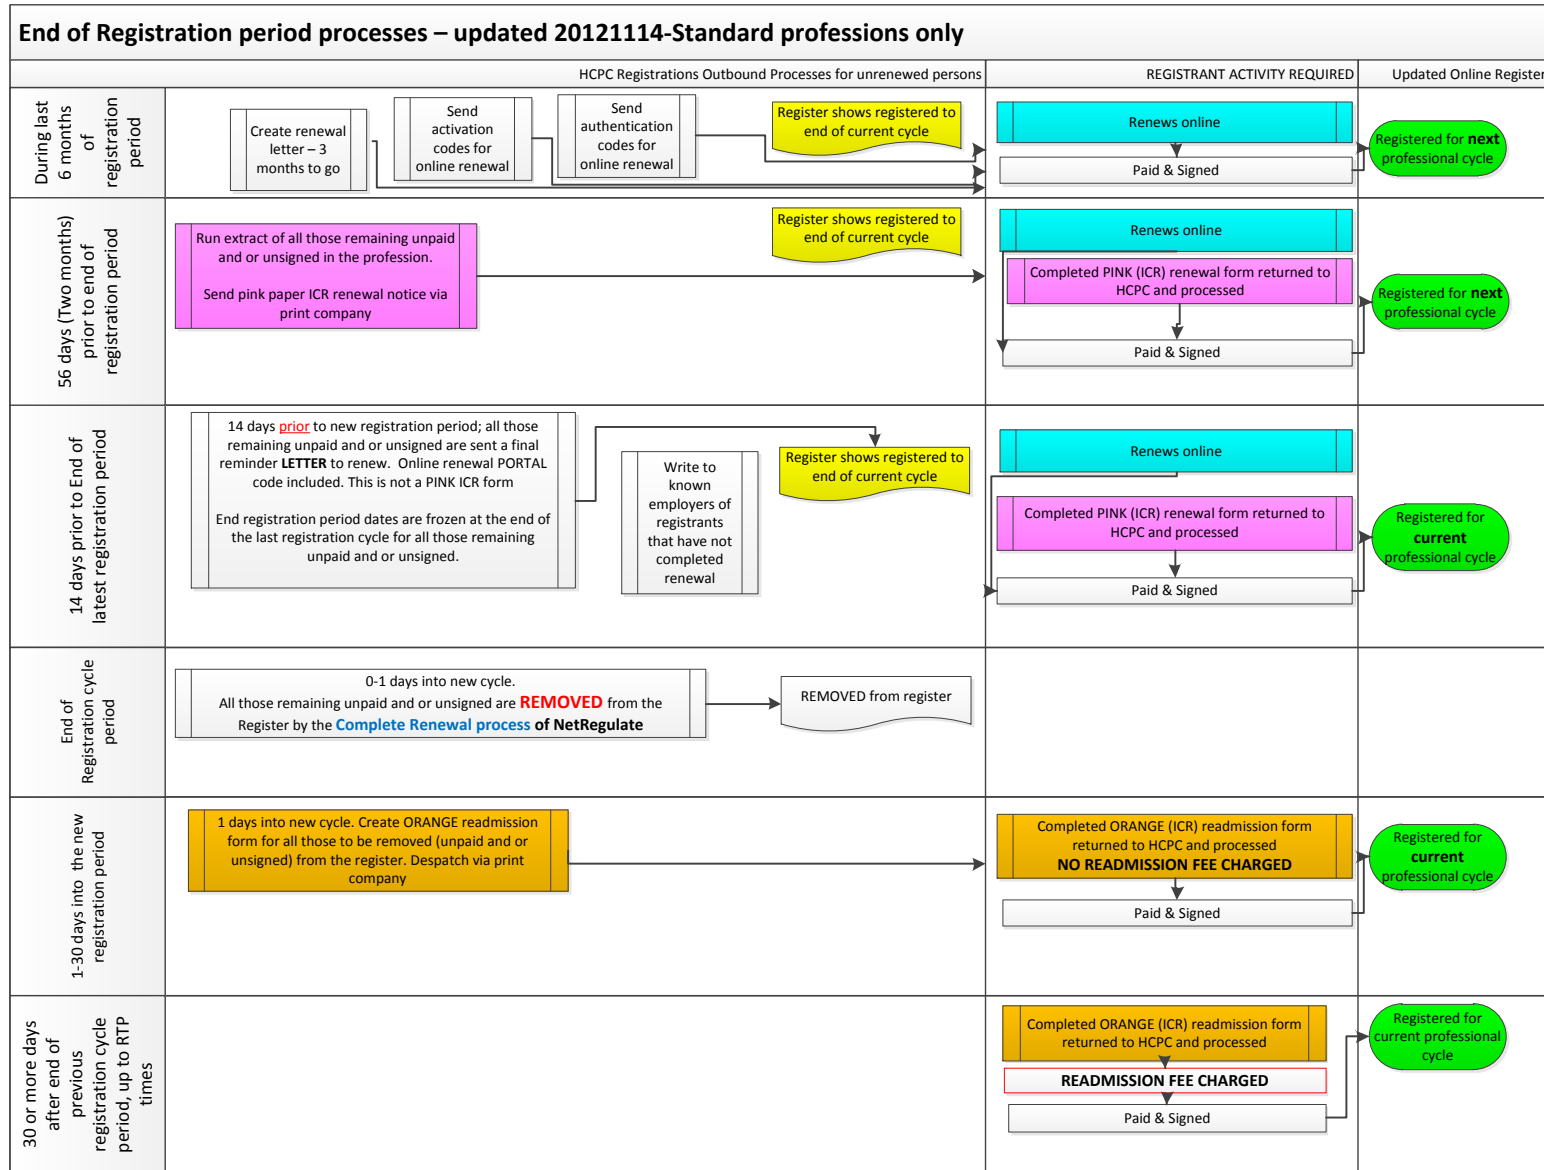 End of Registration period processes – updated 20121114-Standard professions only
HCPC Registrations Outbound Processes for unrenewed persons
REGISTRANT ACTIVITY REQUIRED
Updated Online Register
During last
6 months
of
registration
period
Create renewal
letter – 3
months to go
Send
activation
codes for
online renewal
Send
authentication
codes for
online renewal
Register shows registered to
end of current cycle
Renews online
Paid & Signed
Registered for next
professional cycle
56 days (Two months)
prior to end of
registration period
Run extract of all those remaining unpaid
and or unsigned in the profession.
Send pink paper ICR renewal notice via
print company
Register shows registered to
end of current cycle
Renews online
Completed PINK (ICR) renewal form returned to
HCPC and processed
Paid & Signed
Registered for next
professional cycle
14 days prior to End of
latest registration period
14 days prior to new registration period; all those
remaining unpaid and or unsigned are sent a final
reminder LETTER to renew. Online renewal PORTAL
code included. This is not a PINK ICR form
End registration period dates are frozen at the end of
the last registration cycle for all those remaining
unpaid and or unsigned.
Write to
known
employers of
registrants
that have not
completed
renewal
Register shows registered to
end of current cycle
Renews online
Completed PINK (ICR) renewal form returned to
HCPC and processed
Paid & Signed
Registered for
current
professional cycle
End of
Registration cycle
period
0-1 days into new cycle.
All those remaining unpaid and or unsigned are REMOVED from the
Register by the Complete Renewal process of NetRegulate
REMOVED from register
1-30 days into the new
registration period
1 days into new cycle. Create ORANGE readmission
form for all those to be removed (unpaid and or
unsigned) from the register. Despatch via print
company
Completed ORANGE (ICR) readmission form
returned to HCPC and processed
NO READMISSION FEE CHARGED
Paid & Signed
Registered for
current
professional cycle
30 or more days
after end of
previous
registration cycle
period, up to RTP
times
Completed ORANGE (ICR) readmission form
returned to HCPC and processed
READMISSION FEE CHARGED
Paid & Signed
Registered for
current professional
cycle